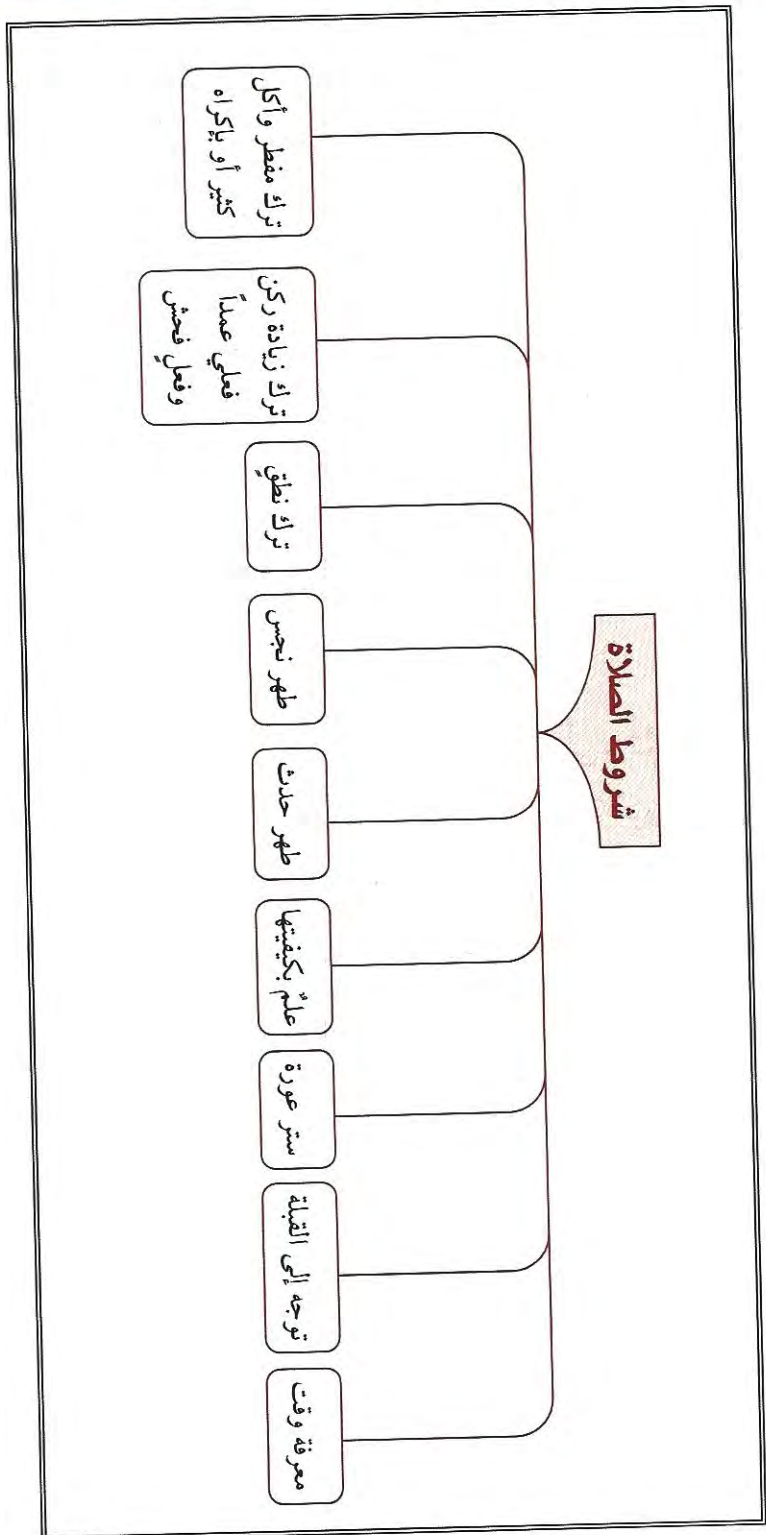 شروط الصلاة
معرفة وقت
توجه إلى القبلة
ستر عورة
علمٌ بكيفيتها
طهر حدث
طهر نجس
ترك نطقٍ
ترك زيادة ركن
فعلي عمداً
وفعلٍ فحش
ترك مفطر وأكل
كثير أو بإكراه